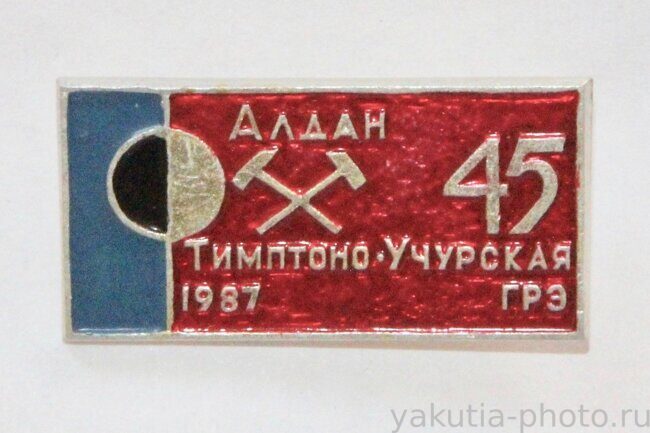 Алдан
45
Тимптоно-Учурская
1987 ГРЭ
yakutia-photo.ru